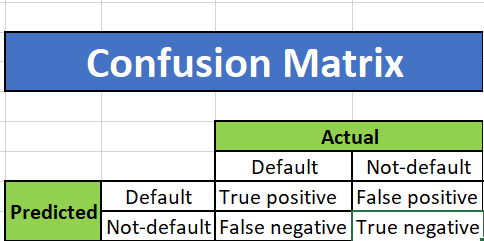 Confusion Matrix
Actual
Default Not-default
Predicted
Default True positive False positive
Not-default False negative True negative